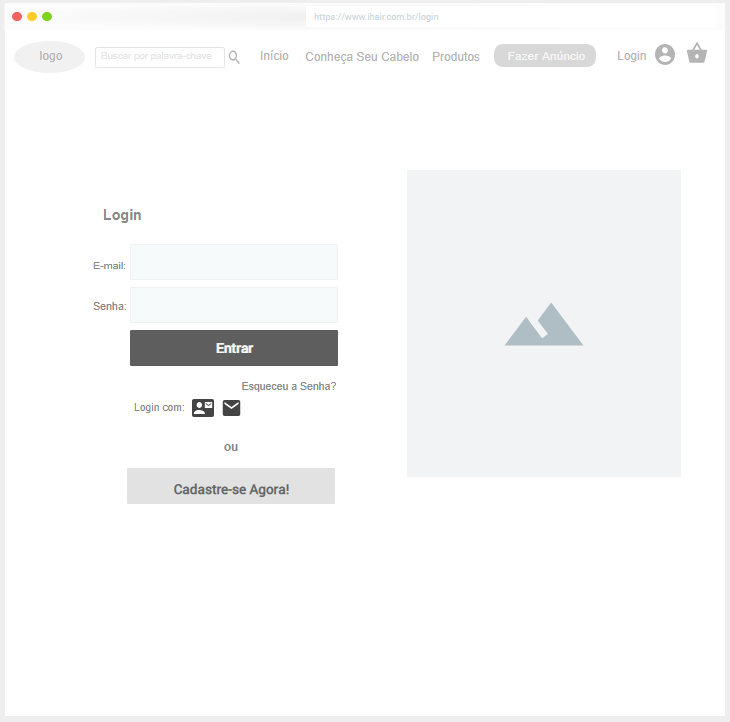 https://www.ihair.com.br/login
logo
Buscar por palavra-chave
Início
Conheça Seu Cabelo
Produtos
Fazer Anúncio
Login
Login
E-mail:
Senha:
Entrar
Esqueceu a Senha?
Login com:
ou
Cadastre-se Agora!